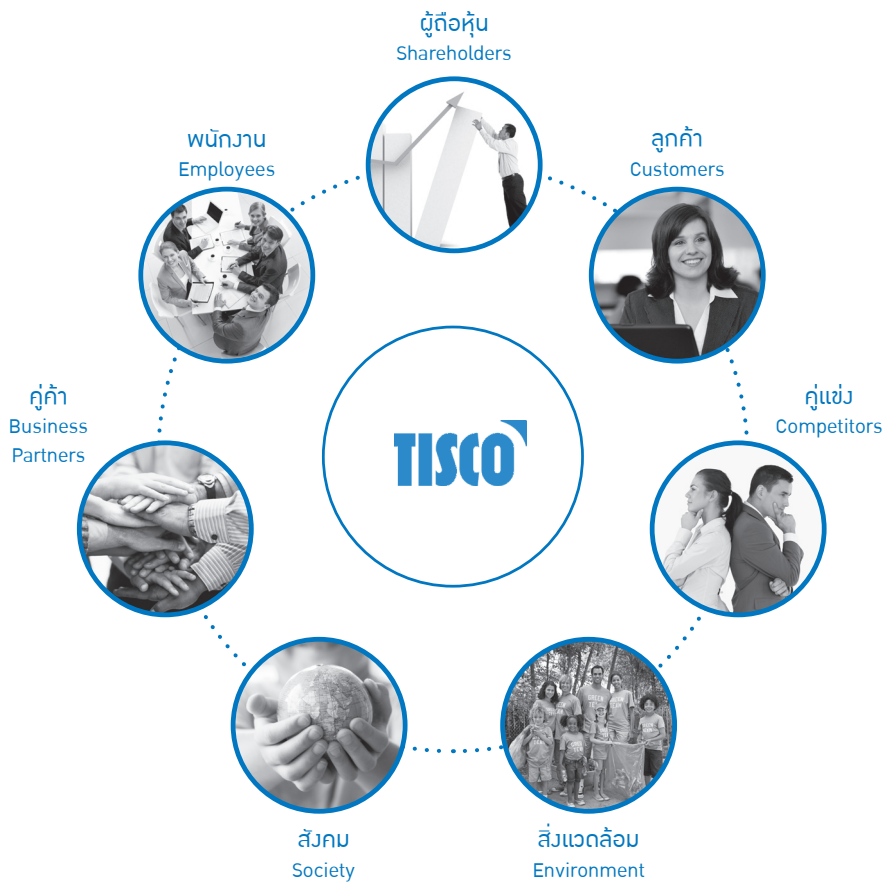 ผู้ถือหุ้น
Shareholders
พนักงาน
Employees
ลูกค้า
Customers
คู่ค้า
Business
Partners
TISCO
คู่แข่ง
Competitors
GREEN
TEAM
สังคม
Society
สิ่งแวดล้อม
Environment